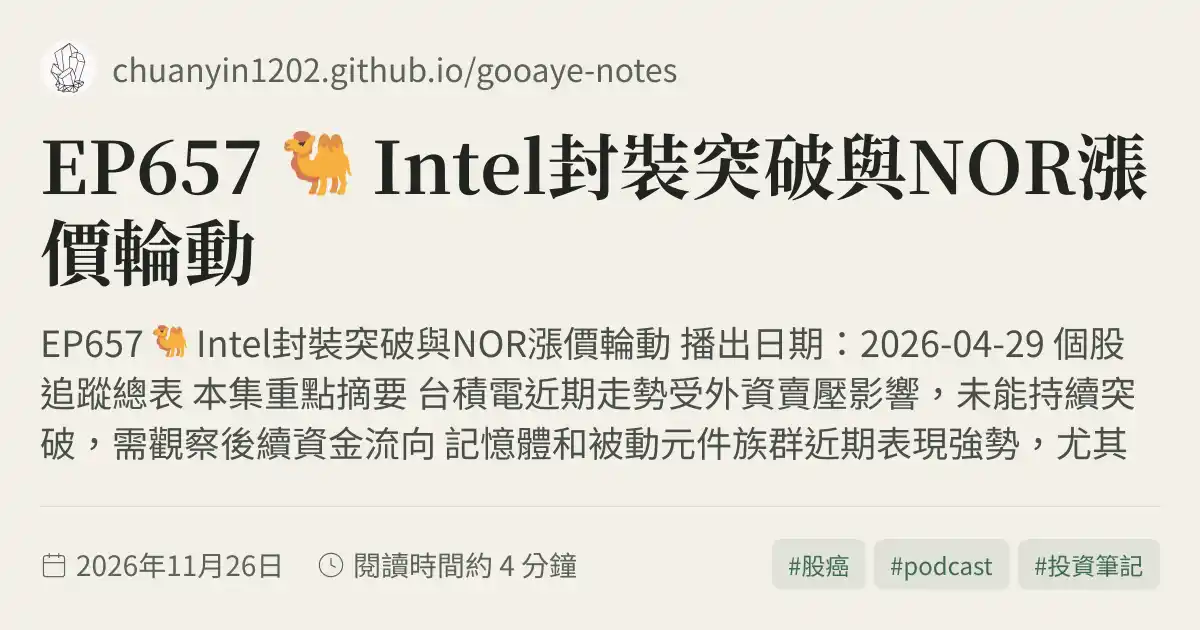 chuanyin1202.github.io/gooaye-notes
EP657 🐫 Intel封裝突破與NOR漲
價輪動
EP657 🐫 Intel封裝突破與NOR漲價輪動 播出日期：2026-04-29 個股
追蹤總表 本集重點摘要 台積電近期走勢受外資賣壓影響，未能持續突
破，需觀察後續資金流向 記憶體和被動元件族群近期表現強勢，尤其
2026年11月26日
閱讀時間約 4 分鐘
#股癌
#podcast
#投資筆記